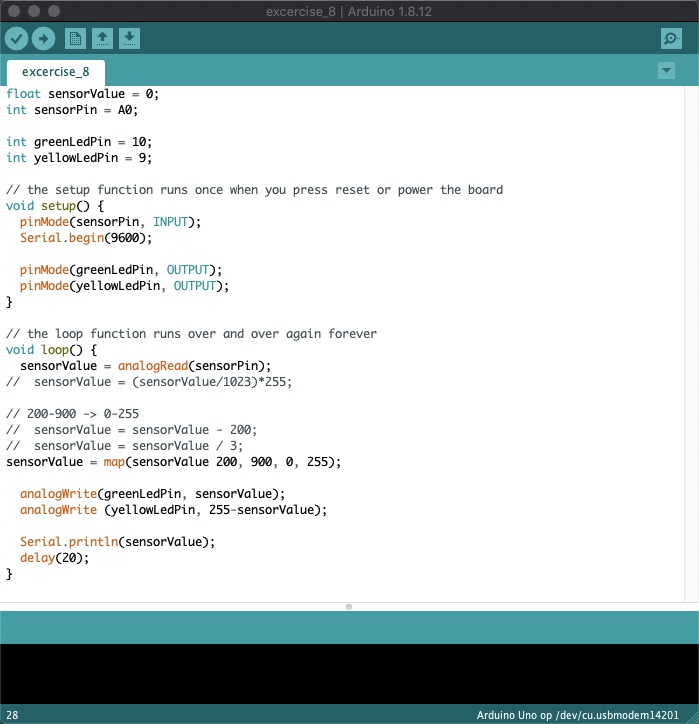 excercise_8 | Arduino 1.8.12
excercise_8
float sensorValue = 0;
int sensorPin = A0;
int greenLedPin = 10;
int yellowLedPin = 9;
// the setup function runs once when you press reset or power the board
void setup() {
pinMode(sensorPin, INPUT);
Serial.begin(9600);
pinMode(greenLedPin, OUTPUT);
pinMode(yellowLedPin, OUTPUT);
}
// the loop function runs over and over again forever
void loop() {
sensorValue = analogRead(sensorPin);
//  sensorValue = (sensorValue/1023)*255;
// 200-900 -> 0-255
//  sensorValue = sensorValue - 200;
//  sensorValue = sensorValue / 3;
sensorValue = map(sensorValue 200, 900, 0, 255);
analogWrite(greenLedPin, sensorValue);
analogWrite (yellowLedPin, 255-sensorValue);
Serial.println(sensorValue);
delay(20);
}
28
Arduino Uno op /dev/cu.usbmodem14201